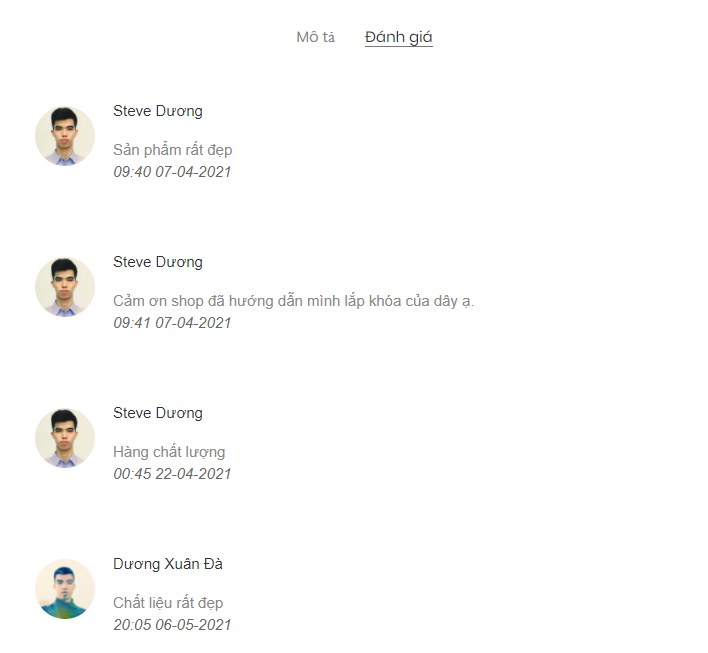 Mô tả Đánh giá
Steve Dương
Sản phẩm rất đẹp
09:40 07-04-2021
Steve Dương
Cảm ơn shop đã hướng dẫn mình lắp khóa của dây ạ.
09:41 07-04-2021
Steve Dương
Hàng chất lượng
00:45 22-04-2021
Dương Xuân Đà
Chất liệu rất đẹp
20:05 06-05-2021